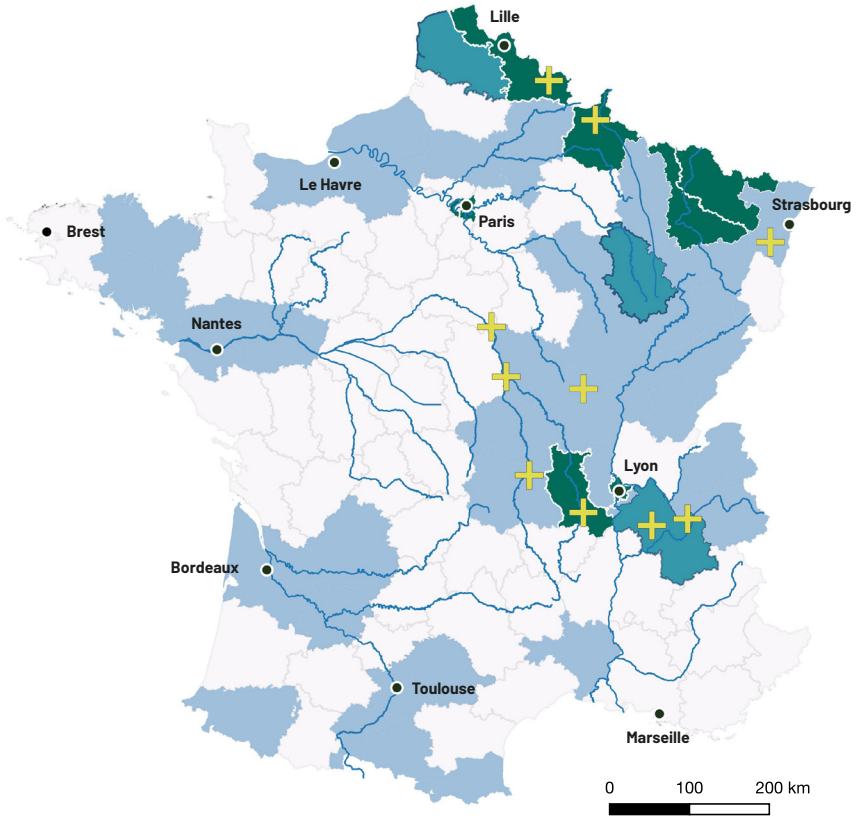 Lille
Le Havre
Paris
Strasbourg
Brest
Nantes
Lyon
Bordeaux
Toulouse
Marseille
0 100 200 km